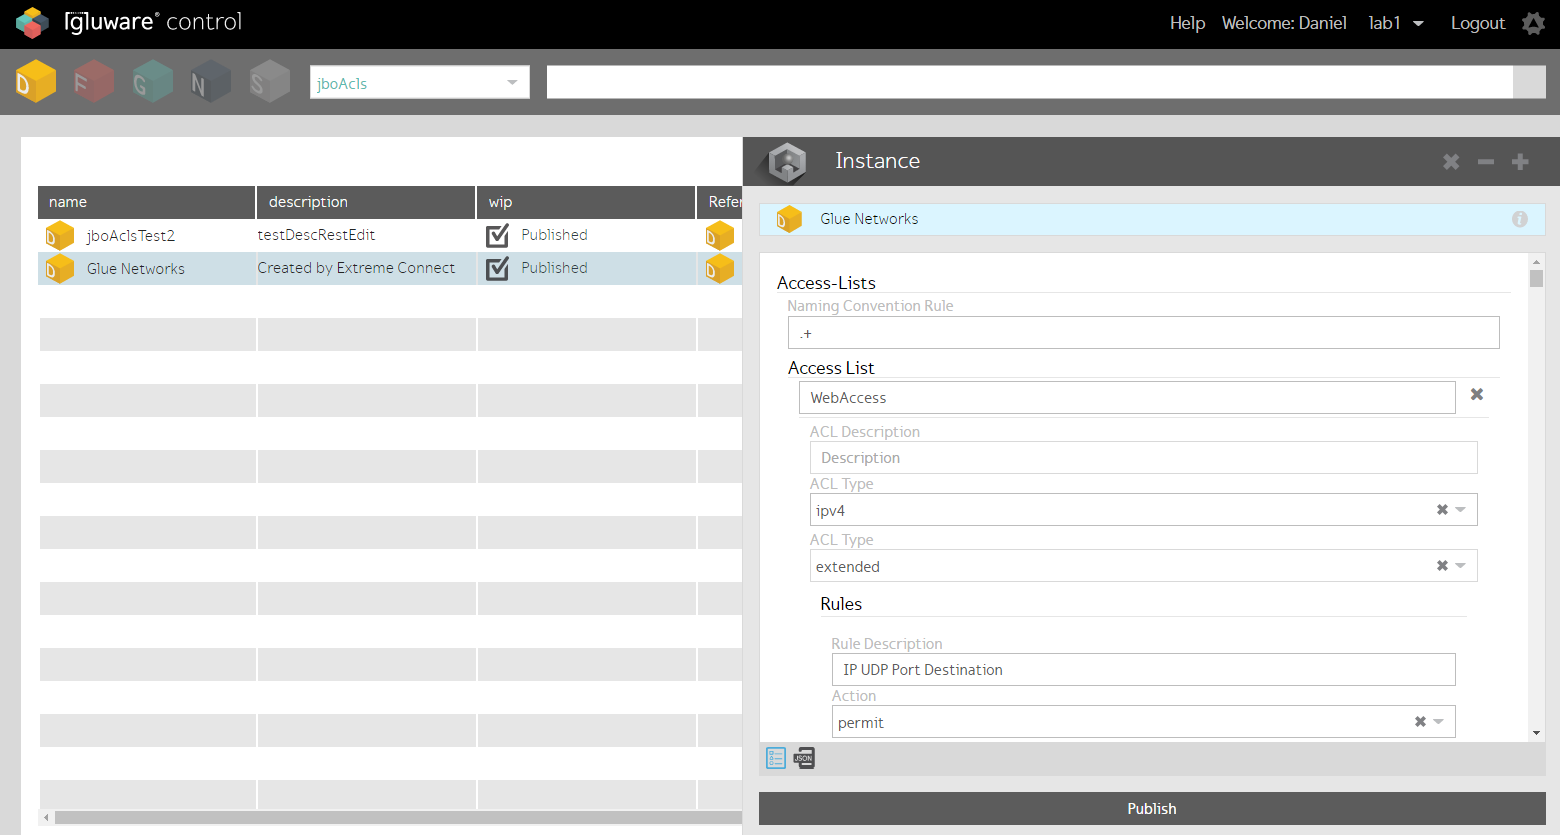 [gluware® control
Help Welcome: Daniel lab1 Logout
D F G N S jboAcls
Instance
name description wip Refer
D jboAclsTest2 testDescRestEdit Published D
D Glue Networks Created by Extreme Connect Published D
D Glue Networks i
Access-Lists
Naming Convention Rule
.+
Access List
WebAccess
ACL Description
Description
ACL Type
ipv4
ACL Type
extended
Rules
Rule Description
IP UDP Port Destination
Action
permit
JSON
Publish